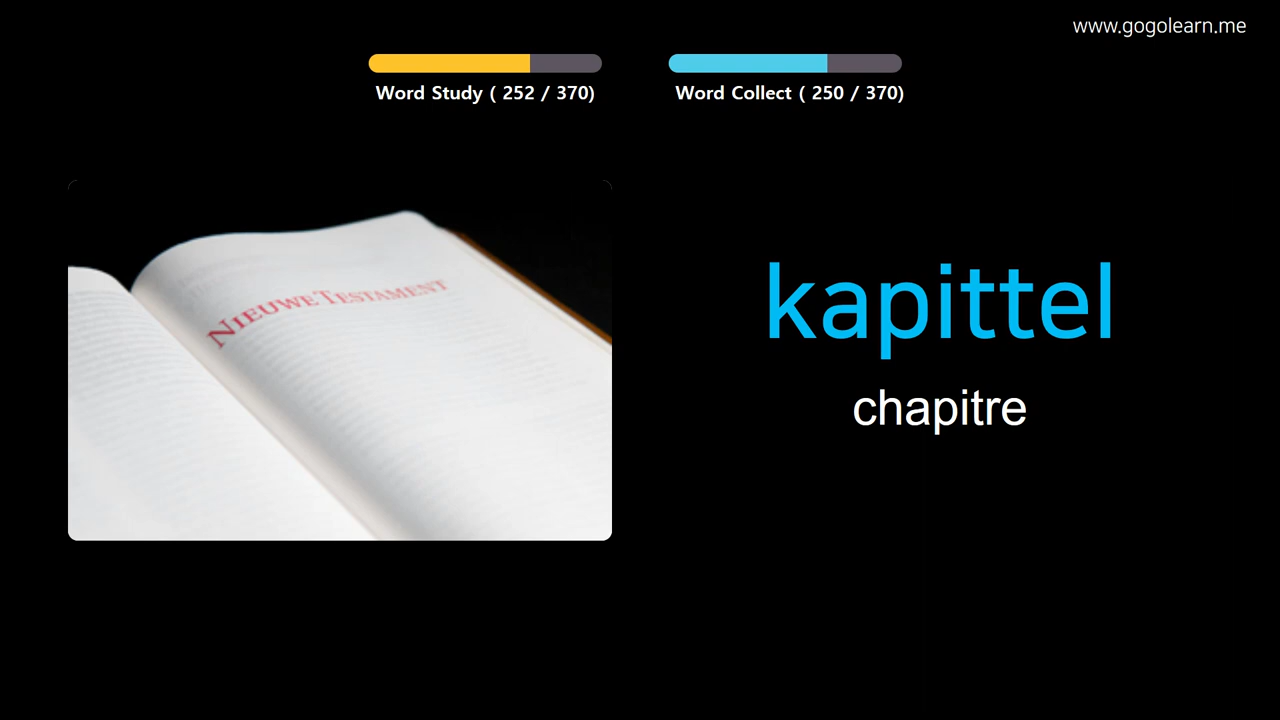 www.gogolearn.me
Word Study ( 252 / 370)
Word Collect ( 250 / 370)
NIEUWE TESTAMENT
kapittel
chapitre